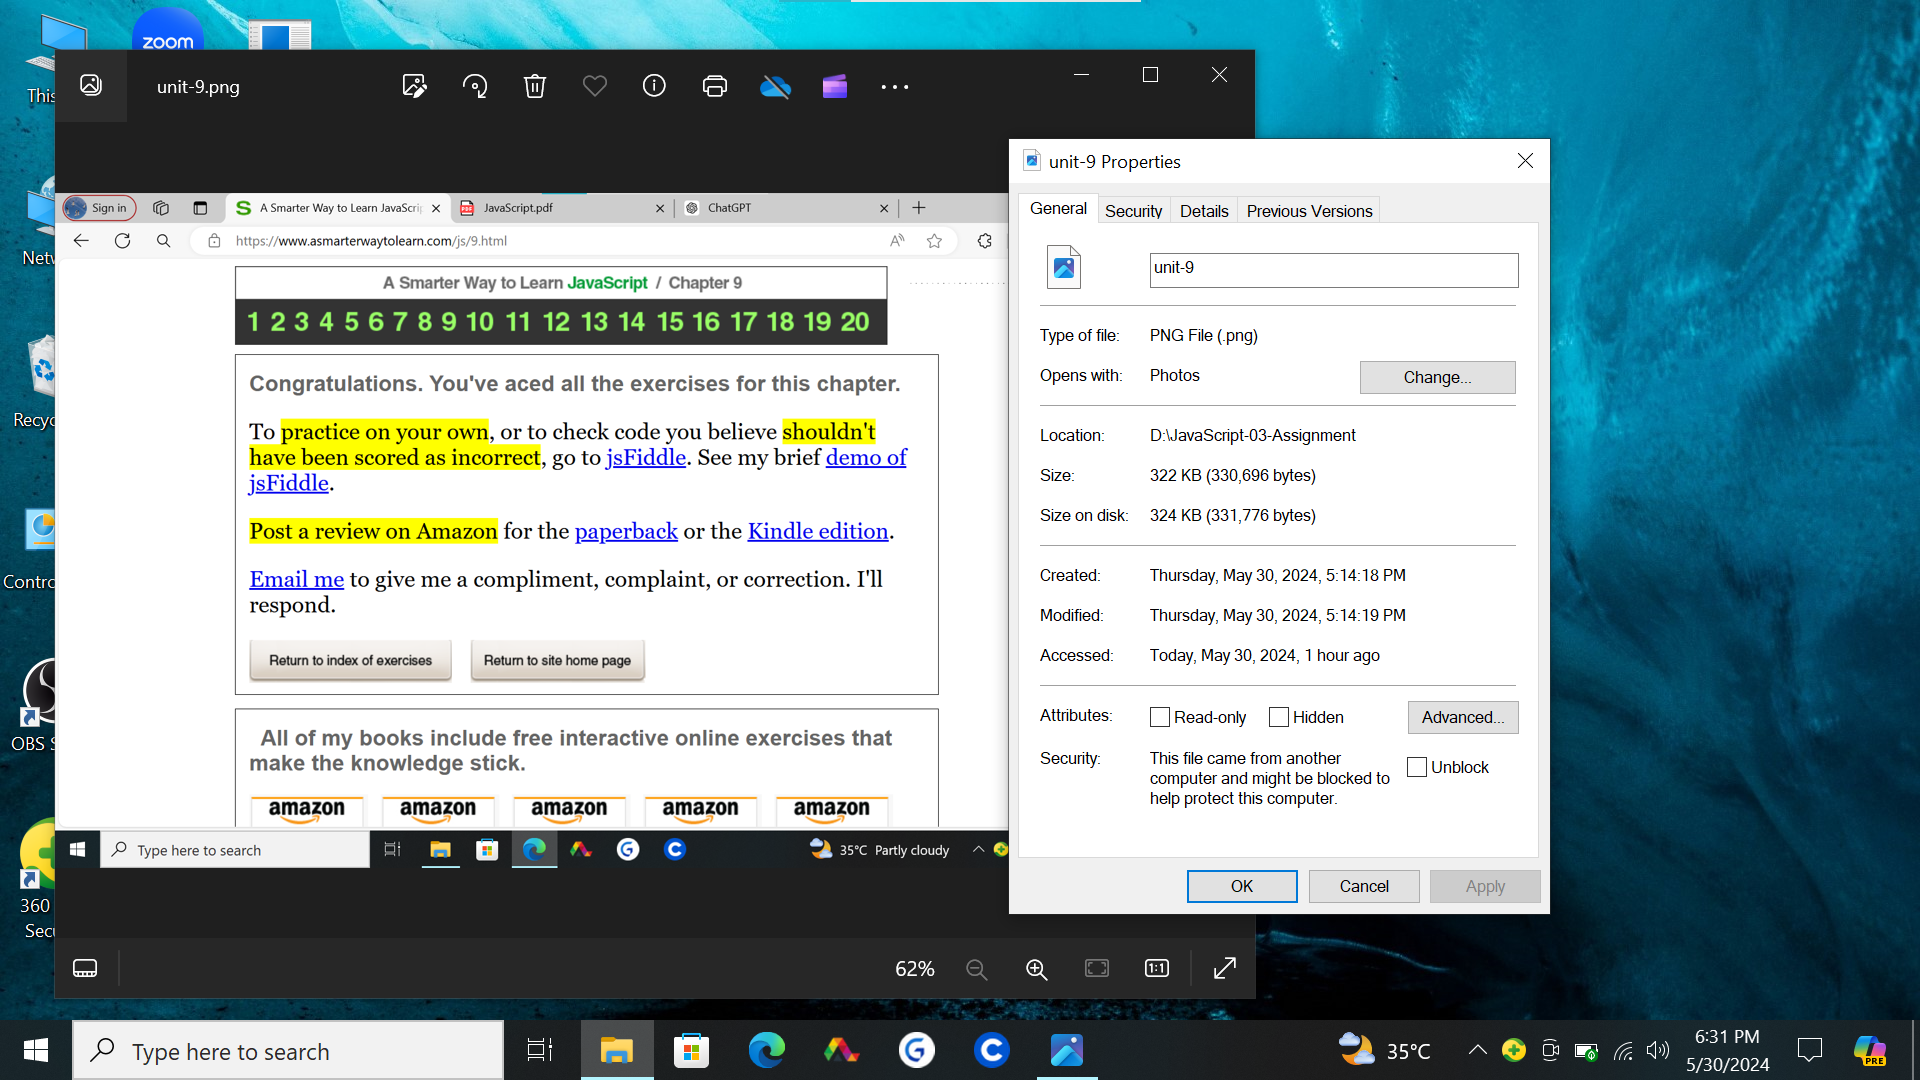 zoom
This
Netw
Recyc
Contro
OBS S
360
Secu
unit-9.png
Sign in
A Smarter Way to Learn JavaScrip
JavaScript.pdf
ChatGPT
https://www.asmarterwaytolearn.com/js/9.html
A Smarter Way to Learn JavaScript / Chapter 9
1 2 3 4 5 6 7 8 9 10 11 12 13 14 15 16 17 18 19 20
Congratulations. You've aced all the exercises for this chapter.
To practice on your own, or to check code you believe shouldn't
have been scored as incorrect, go to jsFiddle. See my brief demo of
jsFiddle.
Post a review on Amazon for the paperback or the Kindle edition.
Email me to give me a compliment, complaint, or correction. I'll
respond.
Return to index of exercises
Return to site home page
All of my books include free interactive online exercises that
make the knowledge stick.
amazon amazon amazon amazon amazon
Type here to search
35°C Partly cloudy
62%
1:1
unit-9 Properties
General Security Details Previous Versions
unit-9
Type of file: PNG File (.png)
Opens with: Photos
Change...
Location: D:\JavaScript-03-Assignment
Size: 322 KB (330,696 bytes)
Size on disk: 324 KB (331,776 bytes)
Created: Thursday, May 30, 2024, 5:14:18 PM
Modified: Thursday, May 30, 2024, 5:14:19 PM
Accessed: Today, May 30, 2024, 1 hour ago
Attributes: Read-only Hidden Advanced...
Security: This file came from another
computer and might be blocked to
help protect this computer.
Unblock
OK Cancel Apply
Type here to search
35°C
6:31 PM
5/30/2024
PRE